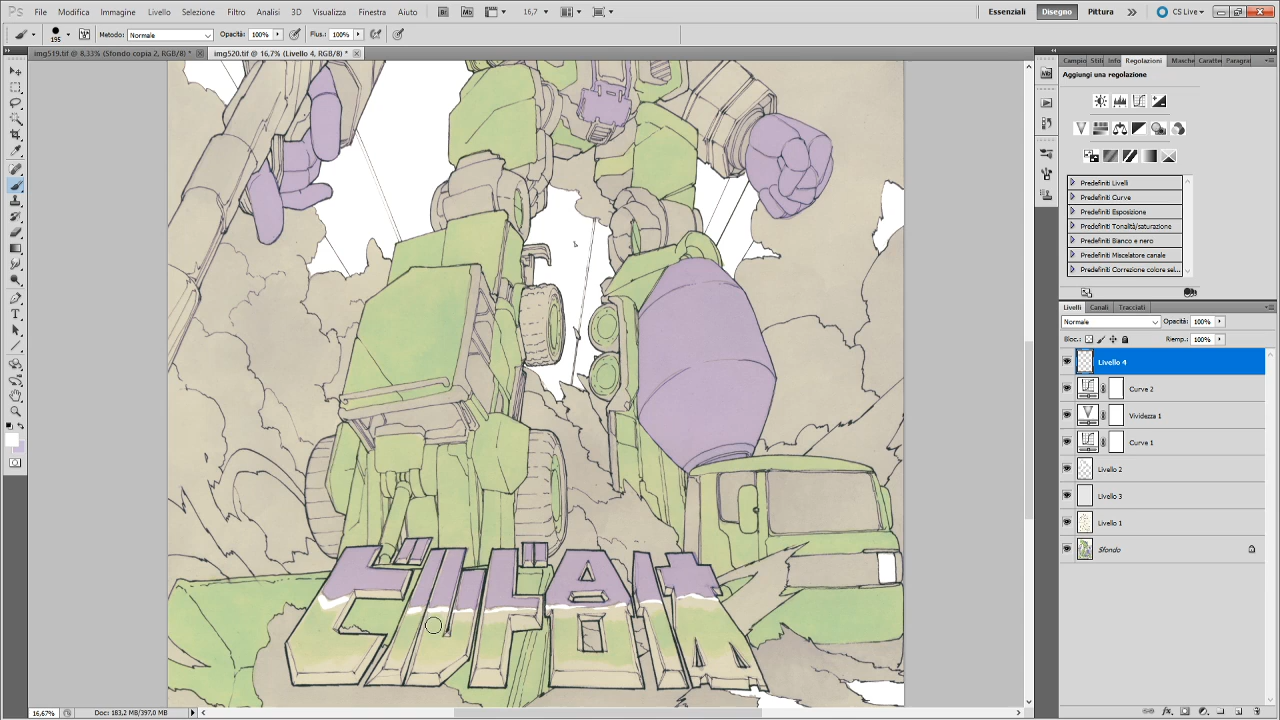 Ps File Modifica Immagine Livello Selezione Filtro Analisi 3D Visualizza Finestra Aiuto Br Mb 16,7 Essenziali Disegno Pittura CS Live
195 Metodo: Normale Opacità: 100% Flus.: 100%
img519.tif @ 8,33% (Sfondo copia 2, RGB/8) * img520.tif @ 16,7% (Livello 4, RGB/8) *
Campio Stili Info Regolazioni Masche Caratte Paragra
Aggiungi una regolazione
Predefiniti Livelli
Predefiniti Curve
Predefiniti Esposizione
Predefiniti Tonalità/saturazione
Predefiniti Bianco e nero
Predefiniti Miscelatore canale
Predefiniti Correzione colore sel...
Livelli Canali Tracciati
Normale Opacità: 100%
Bloc.: Riemp.: 100%
Livello 4
Curve 2
Vividezza 1
Curve 1
Livello 2
Livello 3
Livello 1
Sfondo
16,67% Doc: 183,2 MB/397,0 MB